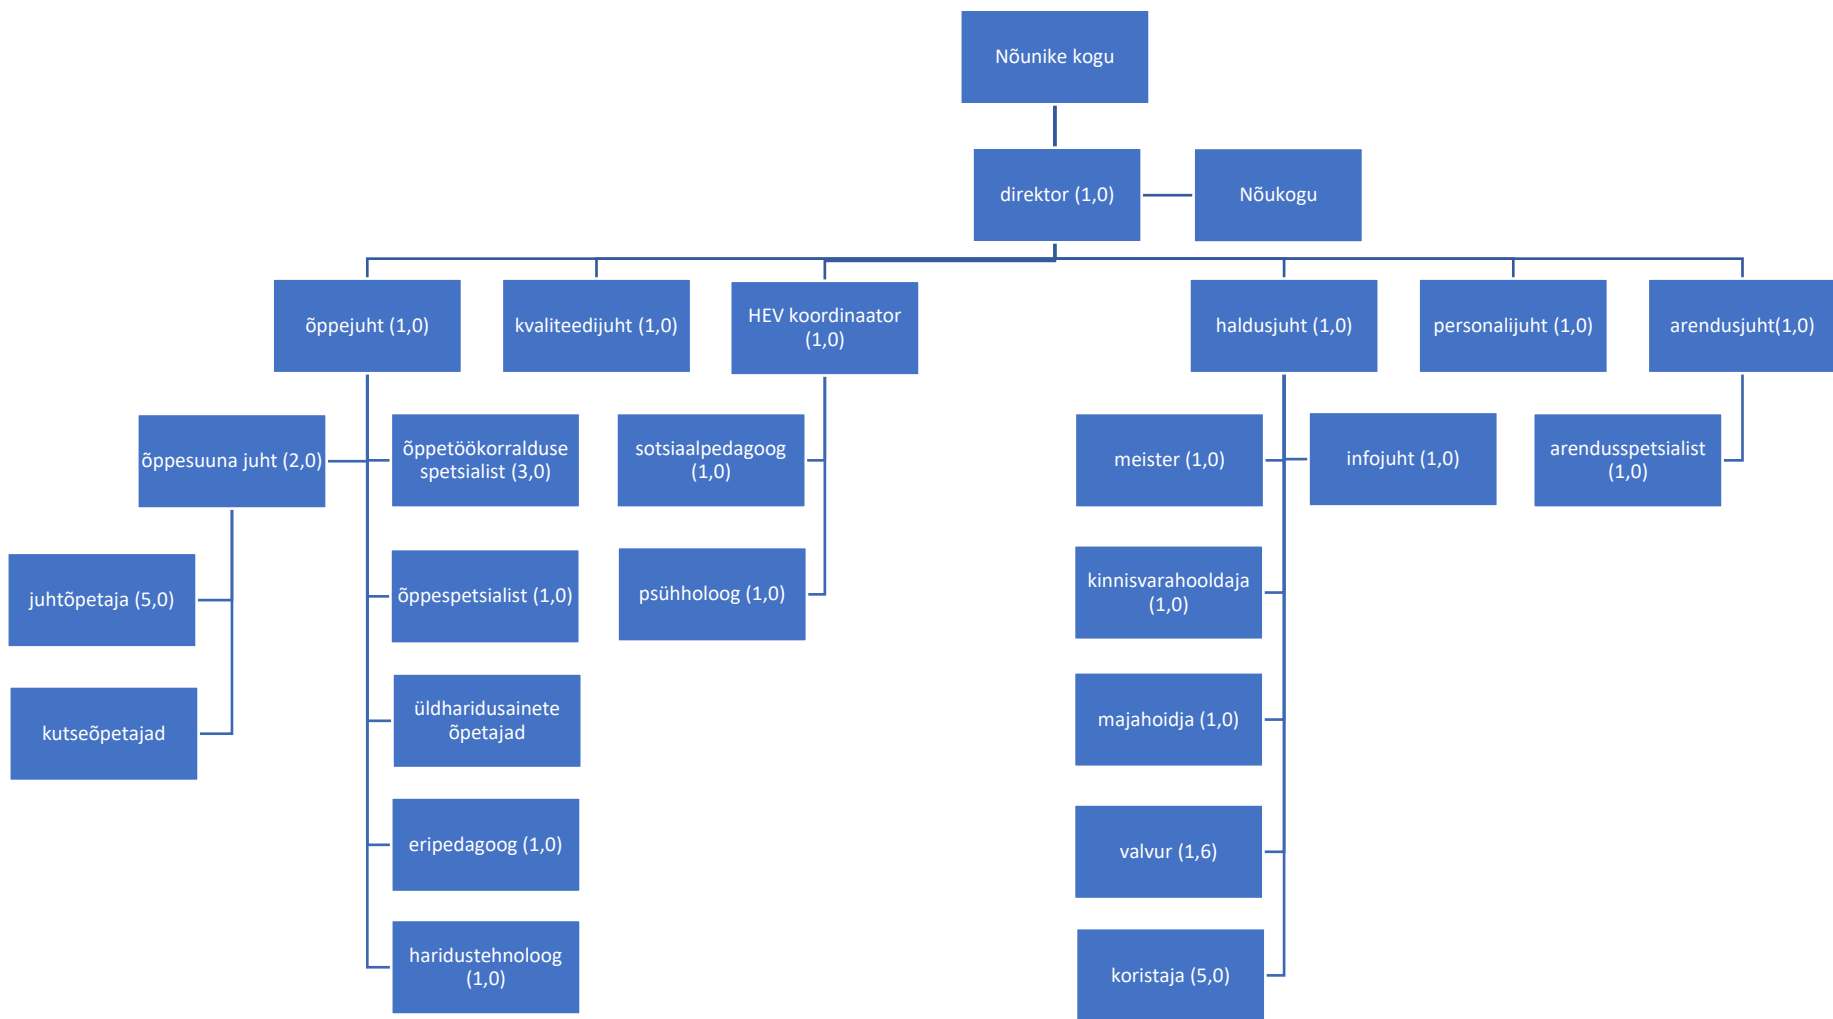 Nõunike kogu
direktor (1,0)
Nõukogu
õppejuht (1,0)
kvaliteedijuht (1,0)
HEV koordinaator
(1,0)
haldusjuht (1,0)
personalijuht (1,0)
arendusjuht(1,0)
õppesuuna juht (2,0)
õppetöökorralduse
spetsialist (3,0)
sotsiaalpedagoog
(1,0)
meister (1,0)
infojuht (1,0)
arendusspetsialist
(1,0)
juhtõpetaja (5,0)
õppespetsialist (1,0)
psühholoog (1,0)
kinnisvarahooldaja
(1,0)
kutseõpetajad
üldharidusainete
õpetajad
majahoidja (1,0)
eripedagoog (1,0)
valvur (1,6)
haridustehnoloog
(1,0)
koristaja (5,0)